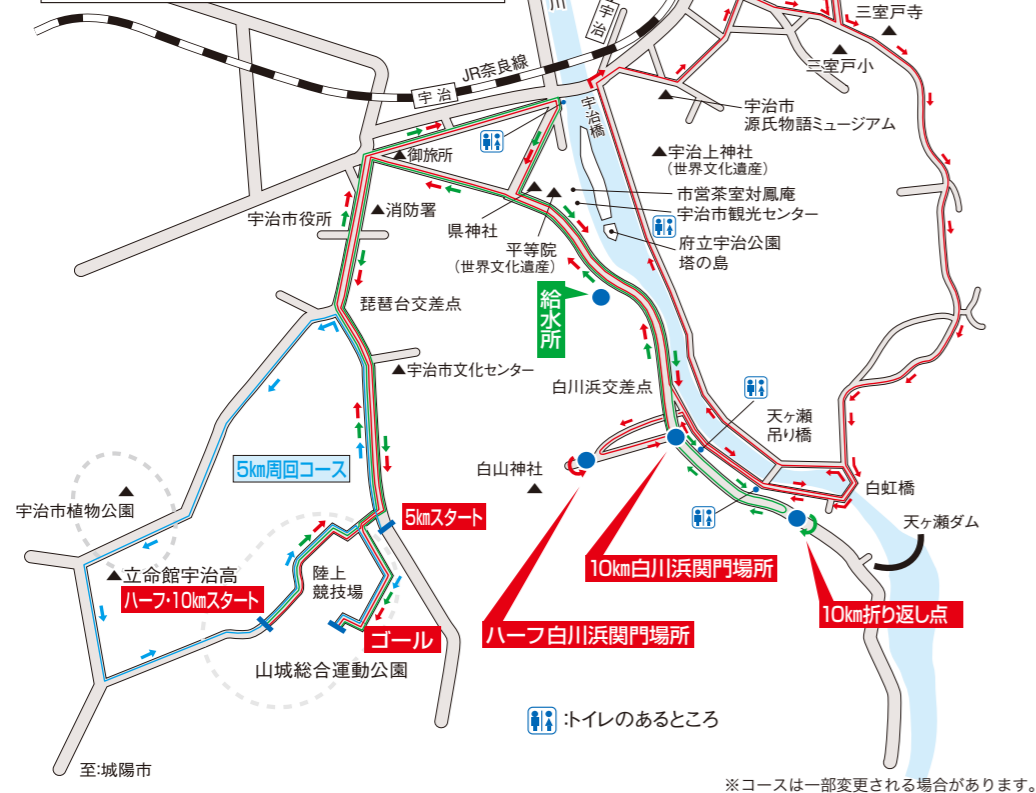 川
宇治
三室戸寺
三室戸小
JR奈良線
宇治
宇治橋
宇治市
源氏物語ミュージアム
御旅所
宇治上神社
(世界文化遺産)
市営茶室対鳳庵
宇治市観光センター
消防署
宇治市役所
県神社
平等院
(世界文化遺産)
府立宇治公園
塔の島
給水所
琵琶台交差点
宇治市文化センター
白川浜交差点
天ヶ瀬
吊り橋
5km周回コース
白山神社
白虹橋
宇治市植物公園
5kmスタート
天ヶ瀬ダム
立命館宇治高
ハーフ・10kmスタート
陸上
競技場
10km白川浜関門場所
10km折り返し点
ゴール
ハーフ白川浜関門場所
山城総合運動公園
:トイレのあるところ
至:城陽市
※コースは一部変更される場合があります。